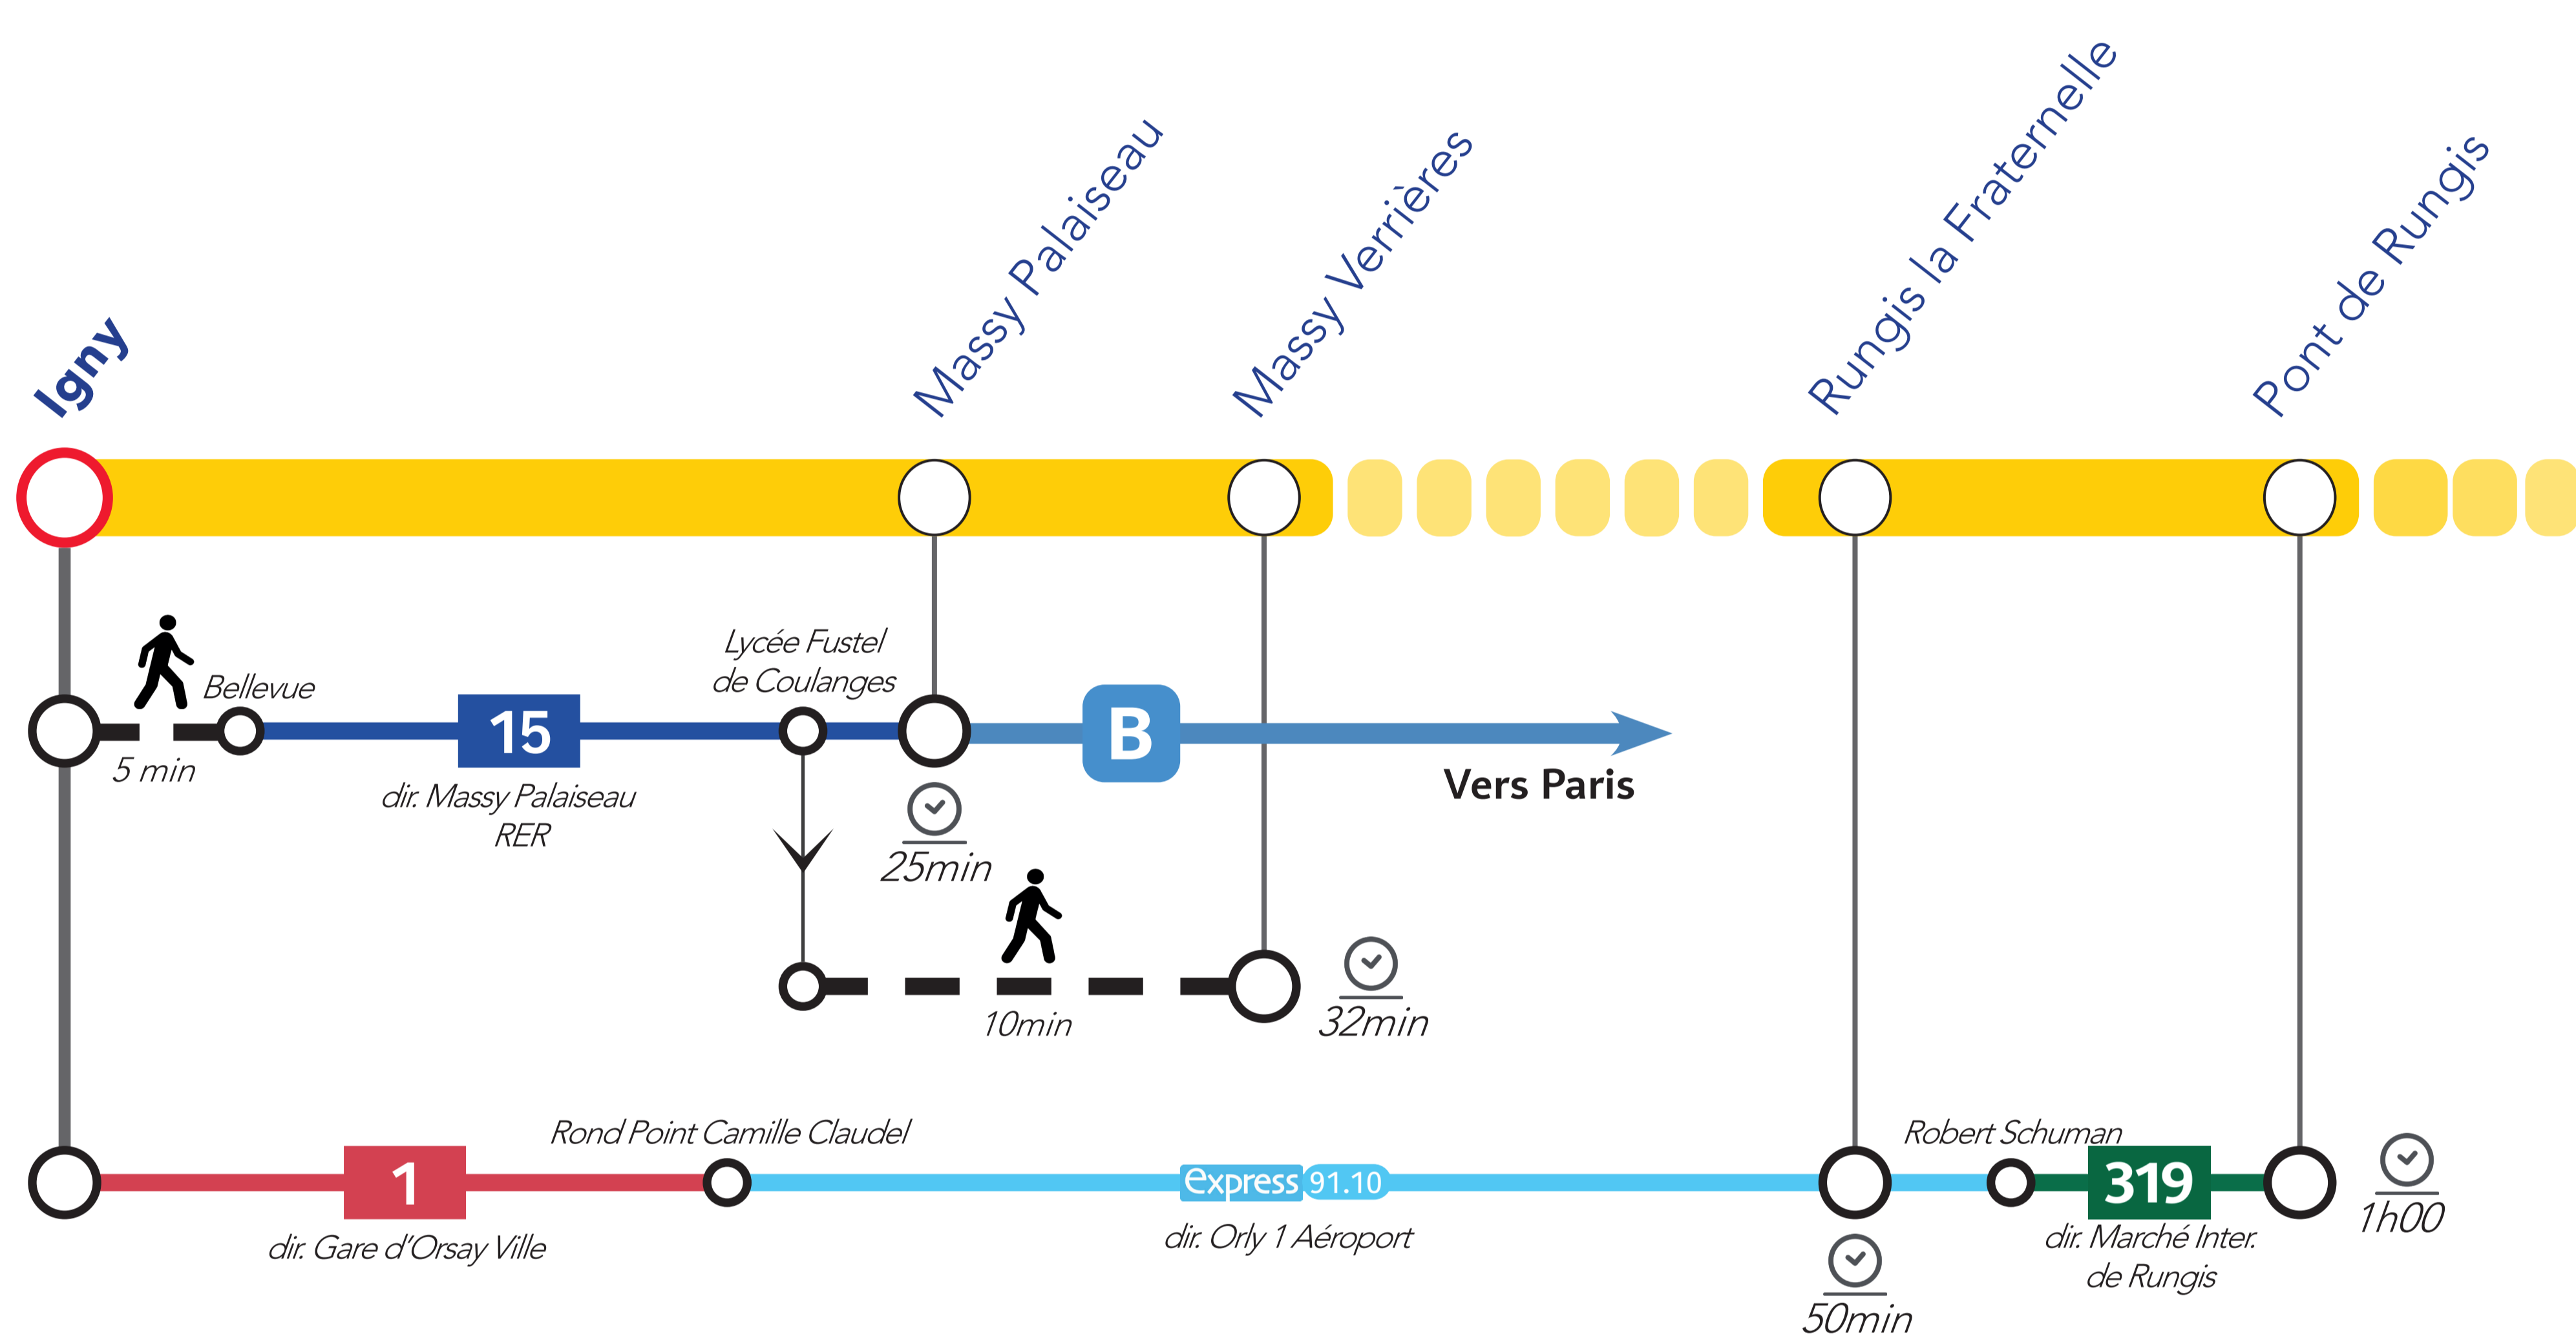 Igny
Massy Palaiseau
Massy Verrières
Rungis la Fraternelle
Pont de Rungis
Bellevue
5 min
15
dir. Massy Palaiseau
RER
Lycée Fustel
de Coulanges
25min
B
Vers Paris
10min
32min
1
dir. Gare d'Orsay Ville
Rond Point Camille Claudel
express 91.10
dir. Orly 1 Aéroport
50min
Robert Schuman
319
dir. Marché Inter.
de Rungis
1h00